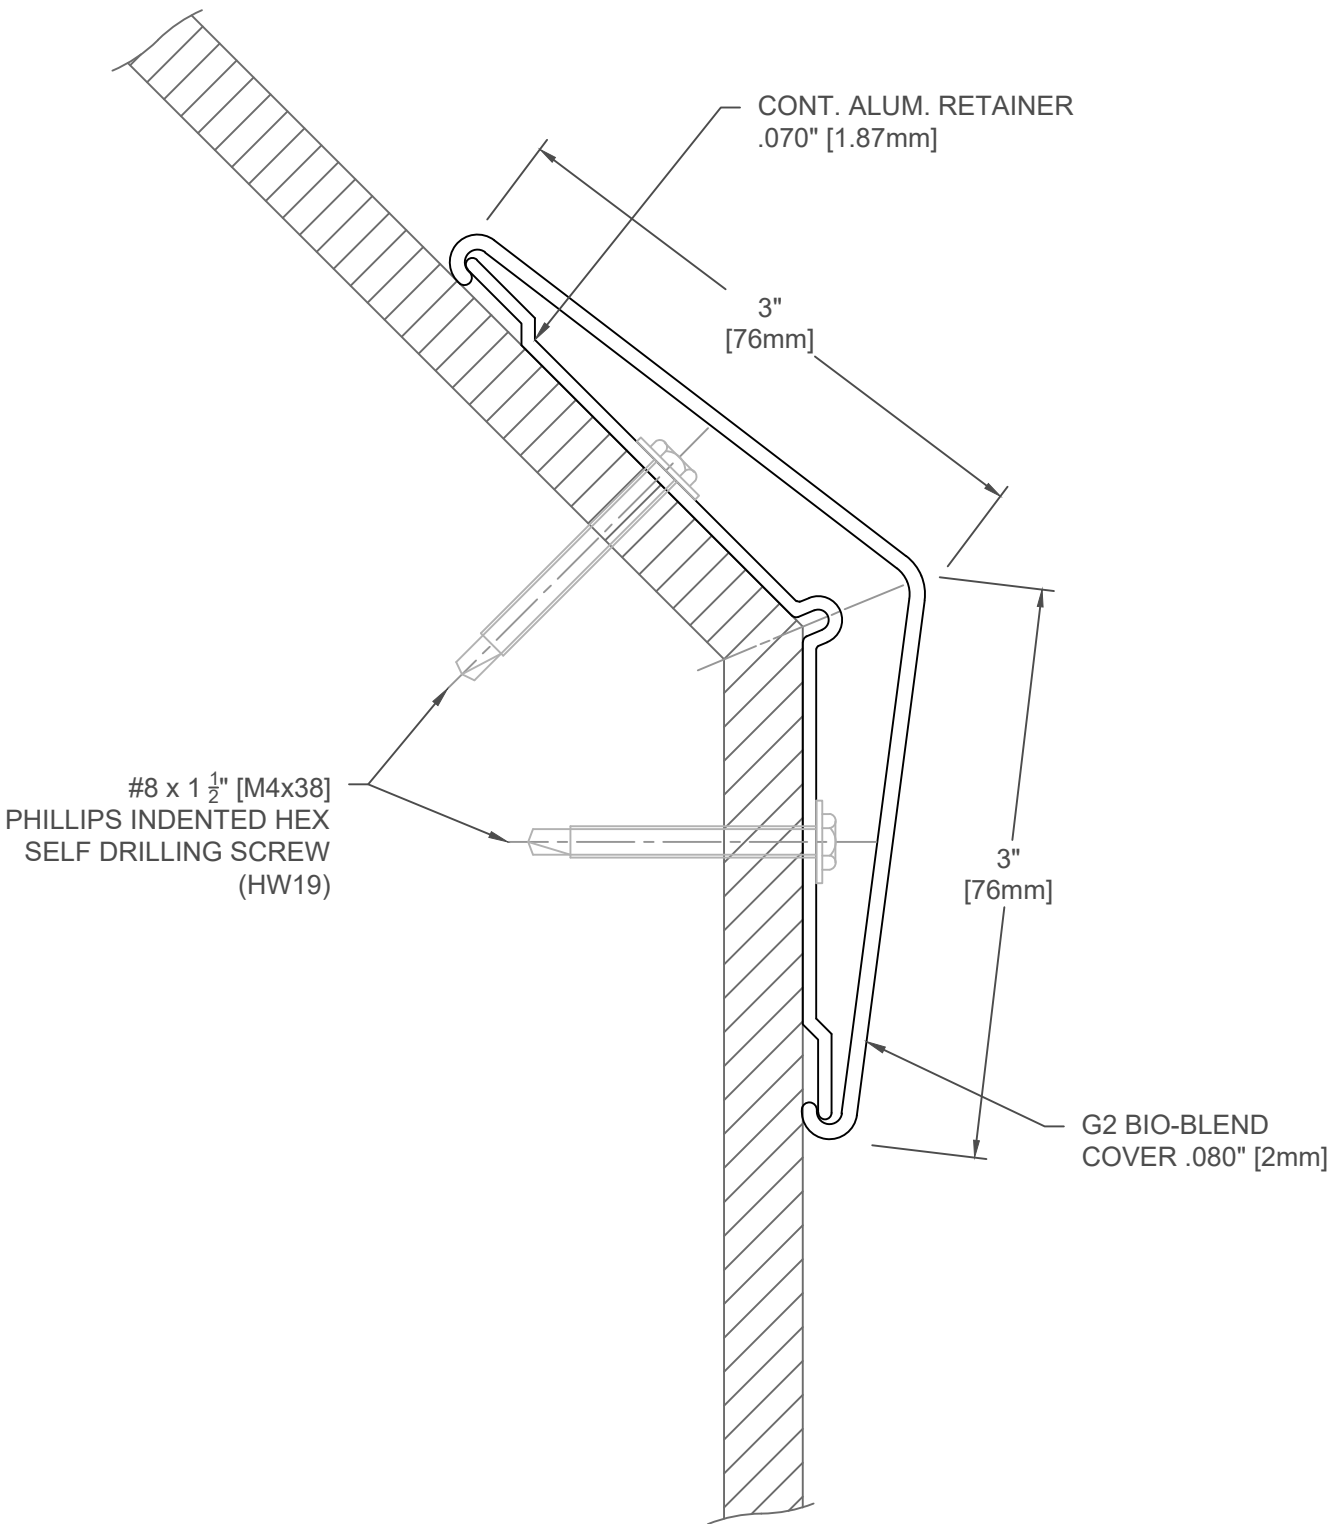 CONT. ALUM. RETAINER
.070" [1.87mm]
3"
[76mm]
#8 x 1 1/2" [M4x38]
PHILLIPS INDENTED HEX
SELF DRILLING SCREW
(HW19)
3"
[76mm]
G2 BIO-BLEND
COVER .080" [2mm]